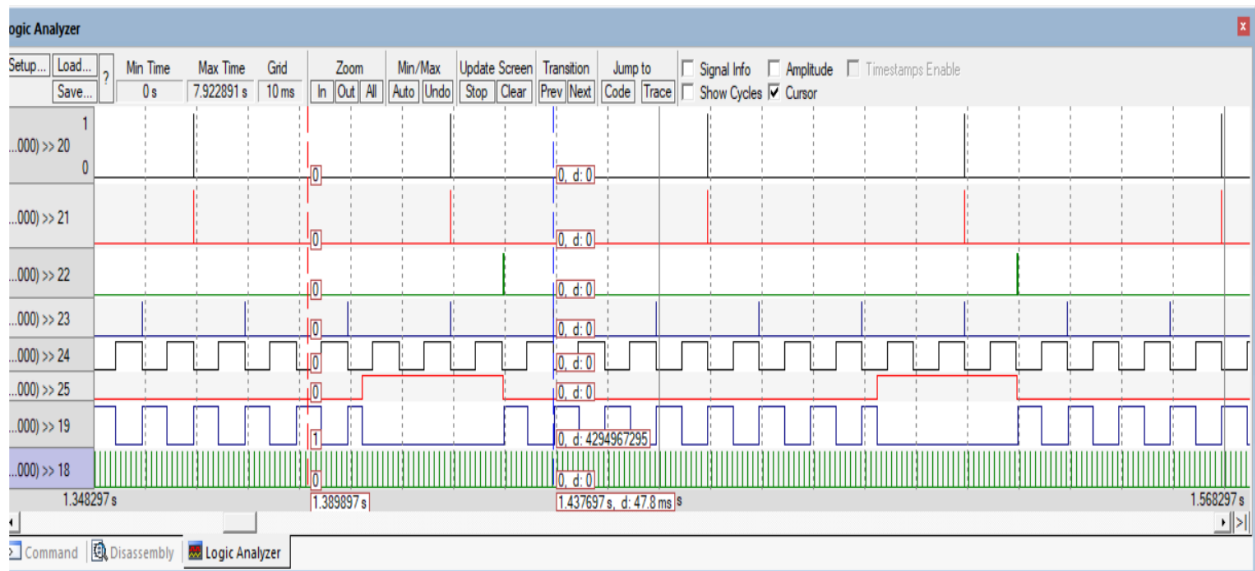 ogic Analyzer
Setup... Load... ? Min Time Max Time Grid Zoom Min/Max Update Screen Transition Jump to Signal Info Amplitude Timestamps Enable
Save... 0 s 7.922891 s 10 ms In Out All Auto Undo Stop Clear Prev Next Code Trace Show Cycles Cursor
1
...000) >> 20
0
0 0, d: 0
...000) >> 21
0 0, d: 0
...000) >> 22
0 0, d: 0
...000) >> 23
0 0, d: 0
...000) >> 24
0 0, d: 0
...000) >> 25
0 0, d: 0
...000) >> 19
1 0, d: 4294967295
...000) >> 18
0 0, d: 0
1.348297 s 1.389897 s 1.437697 s, d: 47.8 ms s 1.568297 s
Command Disassembly Logic Analyzer